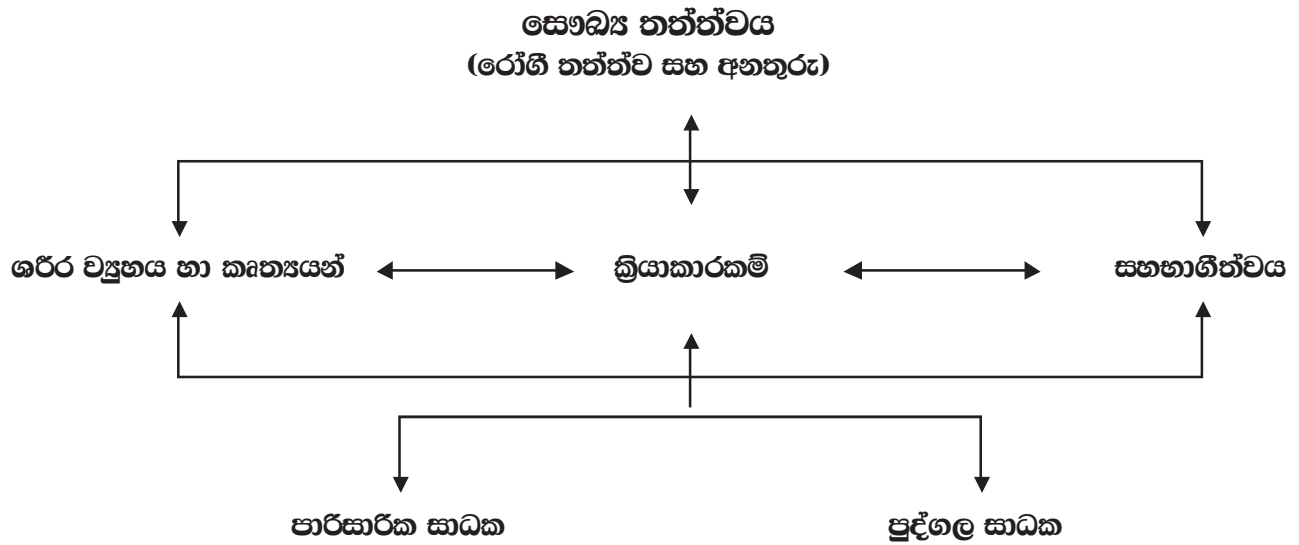 සෞඛ්‍ය තත්ත්වය
(රෝගී තත්ත්ව සහ අනතුරු)
ශරීර ව්‍යුහය හා කෘත්‍යයන්
ක්‍රියාකාරකම්
සහභාගීත්වය
පාරිසාරික සාධක
පුද්ගල සාධක